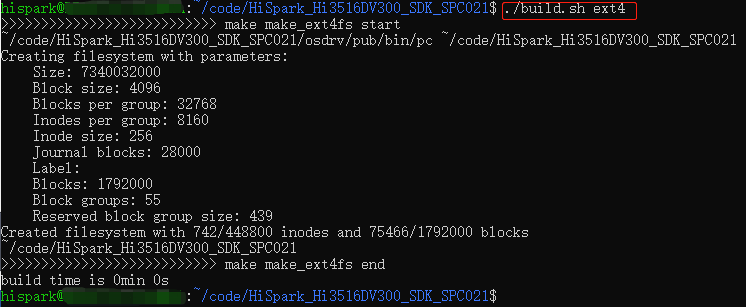 hispark@:~/code/HiSpark_Hi3516DV300_SDK_SPC021$ ./build.sh ext4
>>>>>>>>>>>>>>>>>>>>>>>>>> make make_ext4fs start
~/code/HiSpark_Hi3516DV300_SDK_SPC021/osdrv/pub/bin/pc ~/code/HiSpark_Hi3516DV300_SDK_SPC021
Creating filesystem with parameters:
    Size: 7340032000
    Block size: 4096
    Blocks per group: 32768
    Inodes per group: 8160
    Inode size: 256
    Journal blocks: 28000
    Label:
    Blocks: 1792000
    Block groups: 55
    Reserved block group size: 439
Created filesystem with 742/448800 inodes and 75466/1792000 blocks
~/code/HiSpark_Hi3516DV300_SDK_SPC021
>>>>>>>>>>>>>>>>>>>>>>>>>> make make_ext4fs end
build time is 0min 0s
hispark@:~/code/HiSpark_Hi3516DV300_SDK_SPC021$